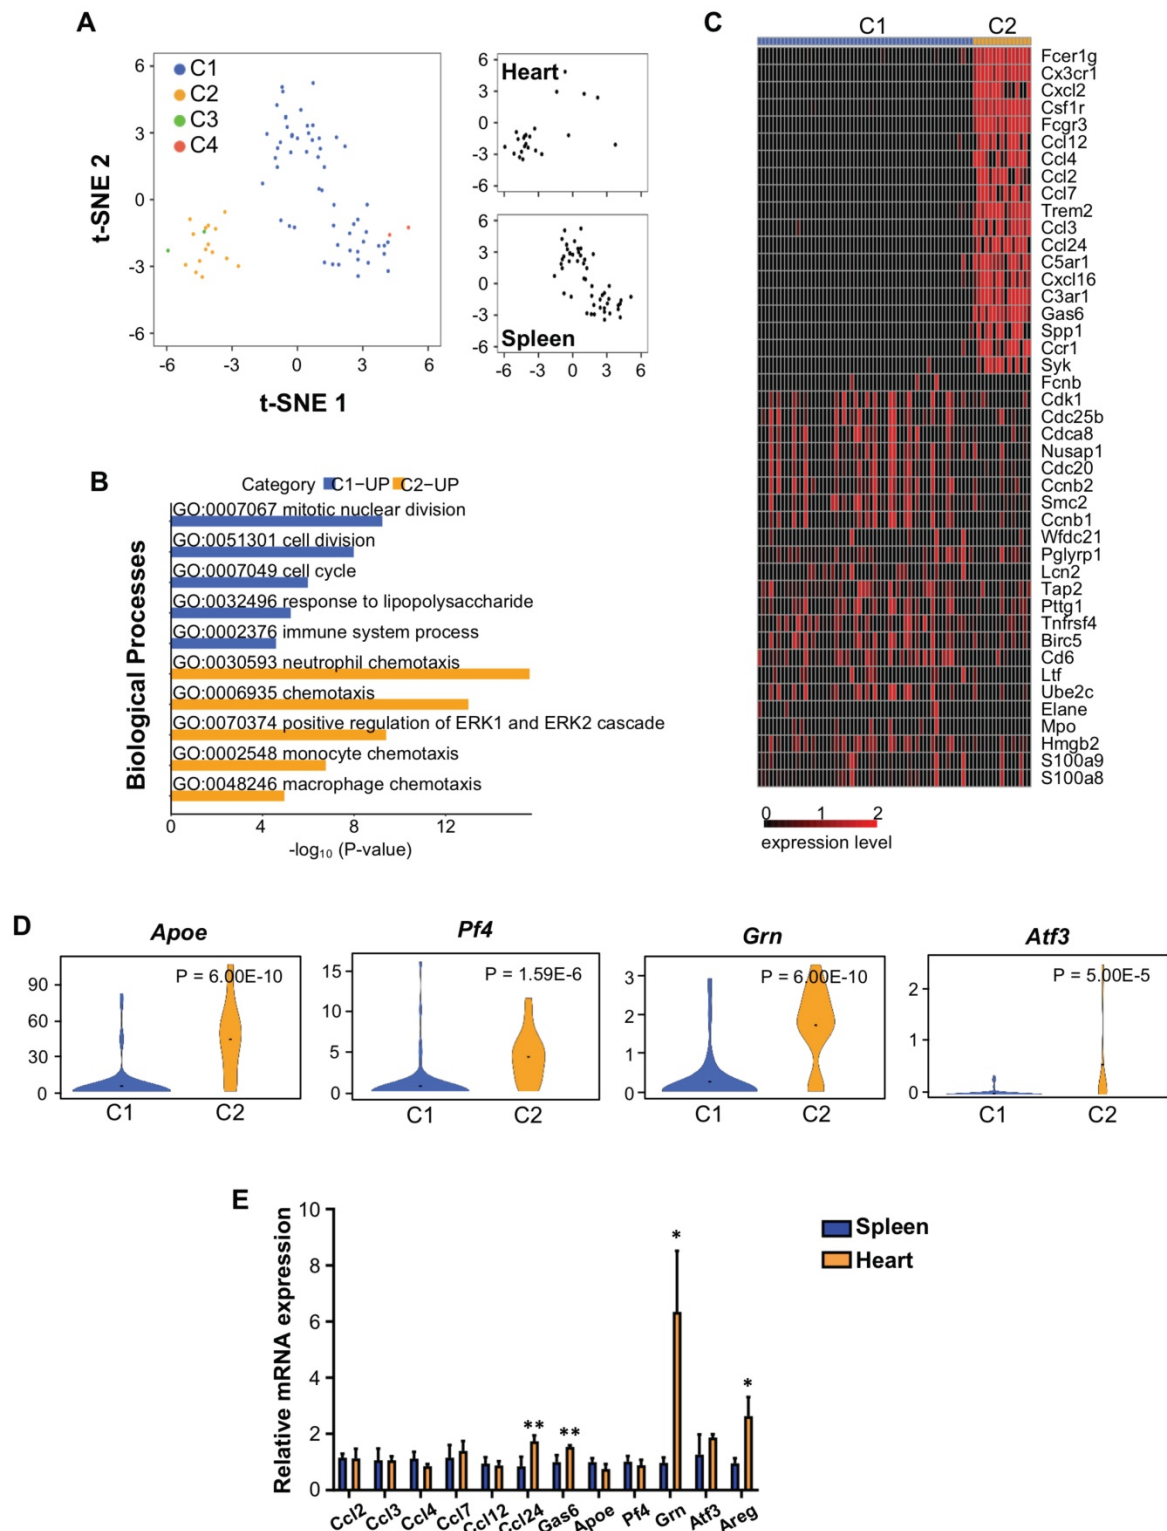 A
C1
C2
C3
C4
t-SNE 2
6
3
0
-3
-6
-6 -3 0 3 6
t-SNE 1
Heart
6
3
0
-3
-6
Spleen
6
3
0
-3
-6
-6 -3 0 3 6
C
C1 C2
Fcer1g
Cx3cr1
Cxcl2
Csf1r
Fcgr3
Ccl12
Ccl4
Ccl2
Ccl7
Trem2
Ccl3
Ccl24
C5ar1
Cxcl16
C3ar1
Gas6
Spp1
Ccr1
Syk
Fcnb
Cdk1
Cdc25b
Cdca8
Nusap1
Cdc20
Ccnb2
Smc2
Ccnb1
Wfdc21
Pglyrp1
Lcn2
Tap2
Pttg1
Tnfrsf4
Birc5
Cd6
Ltf
Ube2c
Elane
Mpo
Hmgb2
S100a9
S100a8
0 1 2
expression level
B
Category C1-UP C2-UP
Biological Processes
GO:0007067 mitotic nuclear division
GO:0051301 cell division
GO:0007049 cell cycle
GO:0032496 response to lipopolysaccharide
GO:0002376 immune system process
GO:0030593 neutrophil chemotaxis
GO:0006935 chemotaxis
GO:0070374 positive regulation of ERK1 and ERK2 cascade
GO:0002548 monocyte chemotaxis
GO:0048246 macrophage chemotaxis
0 4 8 12
-log10 (P-value)
D
Apoe
P = 6.00E-10
90
60
30
0
C1 C2
Pf4
P = 1.59E-6
15
10
5
0
C1 C2
Grn
P = 6.00E-10
3
2
1
0
C1 C2
Atf3
P = 5.00E-5
2
1
0
C1 C2
E
Relative mRNA expression
10
8
6
4
2
0
** ** * *
Ccl2 Ccl3 Ccl4 Ccl7 Ccl12 Ccl24 Gas6 Apoe Pf4 Grn Atf3 Areg
Spleen
Heart